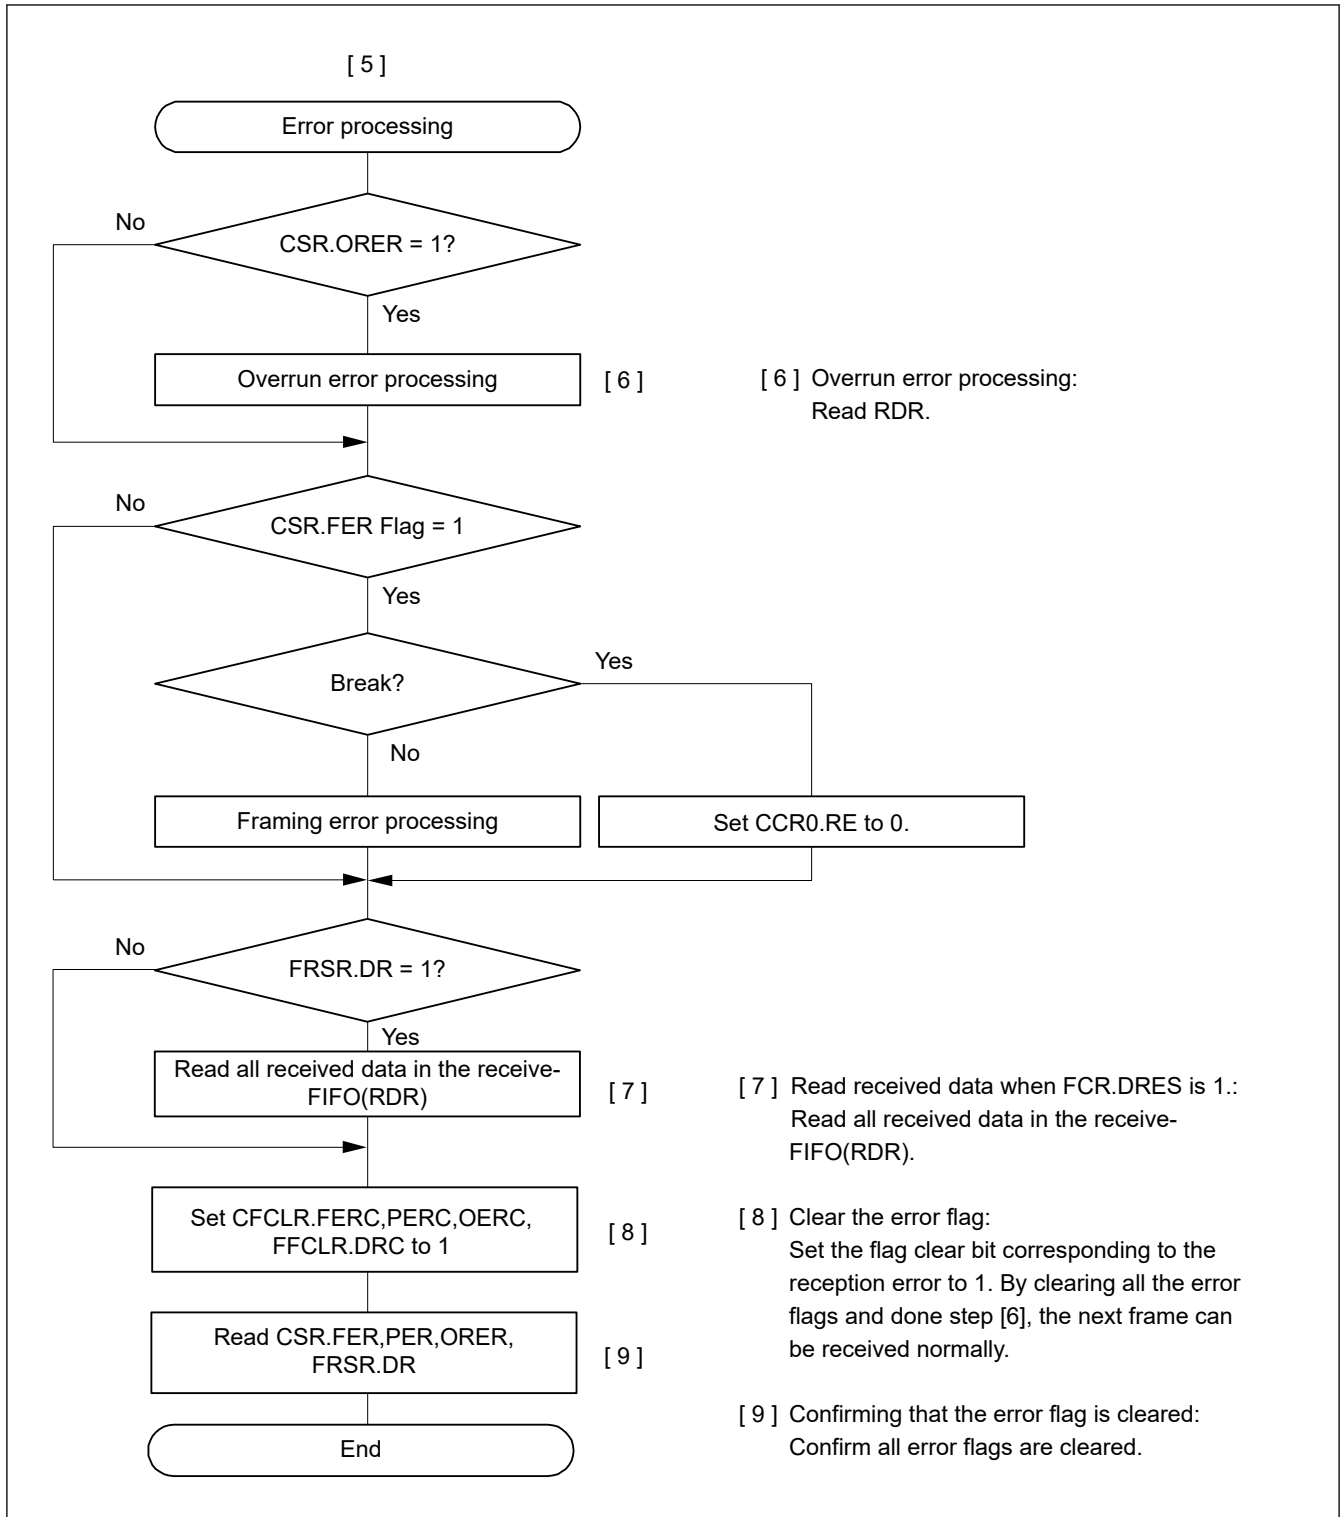 [ 5 ]
Error processing
No
CSR.ORER = 1?
Yes
Overrun error processing
[ 6 ]
[ 6 ] Overrun error processing:
Read RDR.
No
CSR.FER Flag = 1
Yes
Break?
Yes
No
Framing error processing
Set CCR0.RE to 0.
No
FRSR.DR = 1?
Yes
Read all received data in the receive-
FIFO(RDR)
[ 7 ]
[ 7 ] Read received data when FCR.DRES is 1.:
Read all received data in the receive-
FIFO(RDR).
Set CFCLR.FERC,PERC,OERC,
FFCLR.DRC to 1
[ 8 ]
[ 8 ] Clear the error flag:
Set the flag clear bit corresponding to the
reception error to 1. By clearing all the error
flags and done step [6], the next frame can
be received normally.
Read CSR.FER,PER,ORER,
FRSR.DR
[ 9 ]
[ 9 ] Confirming that the error flag is cleared:
Confirm all error flags are cleared.
End